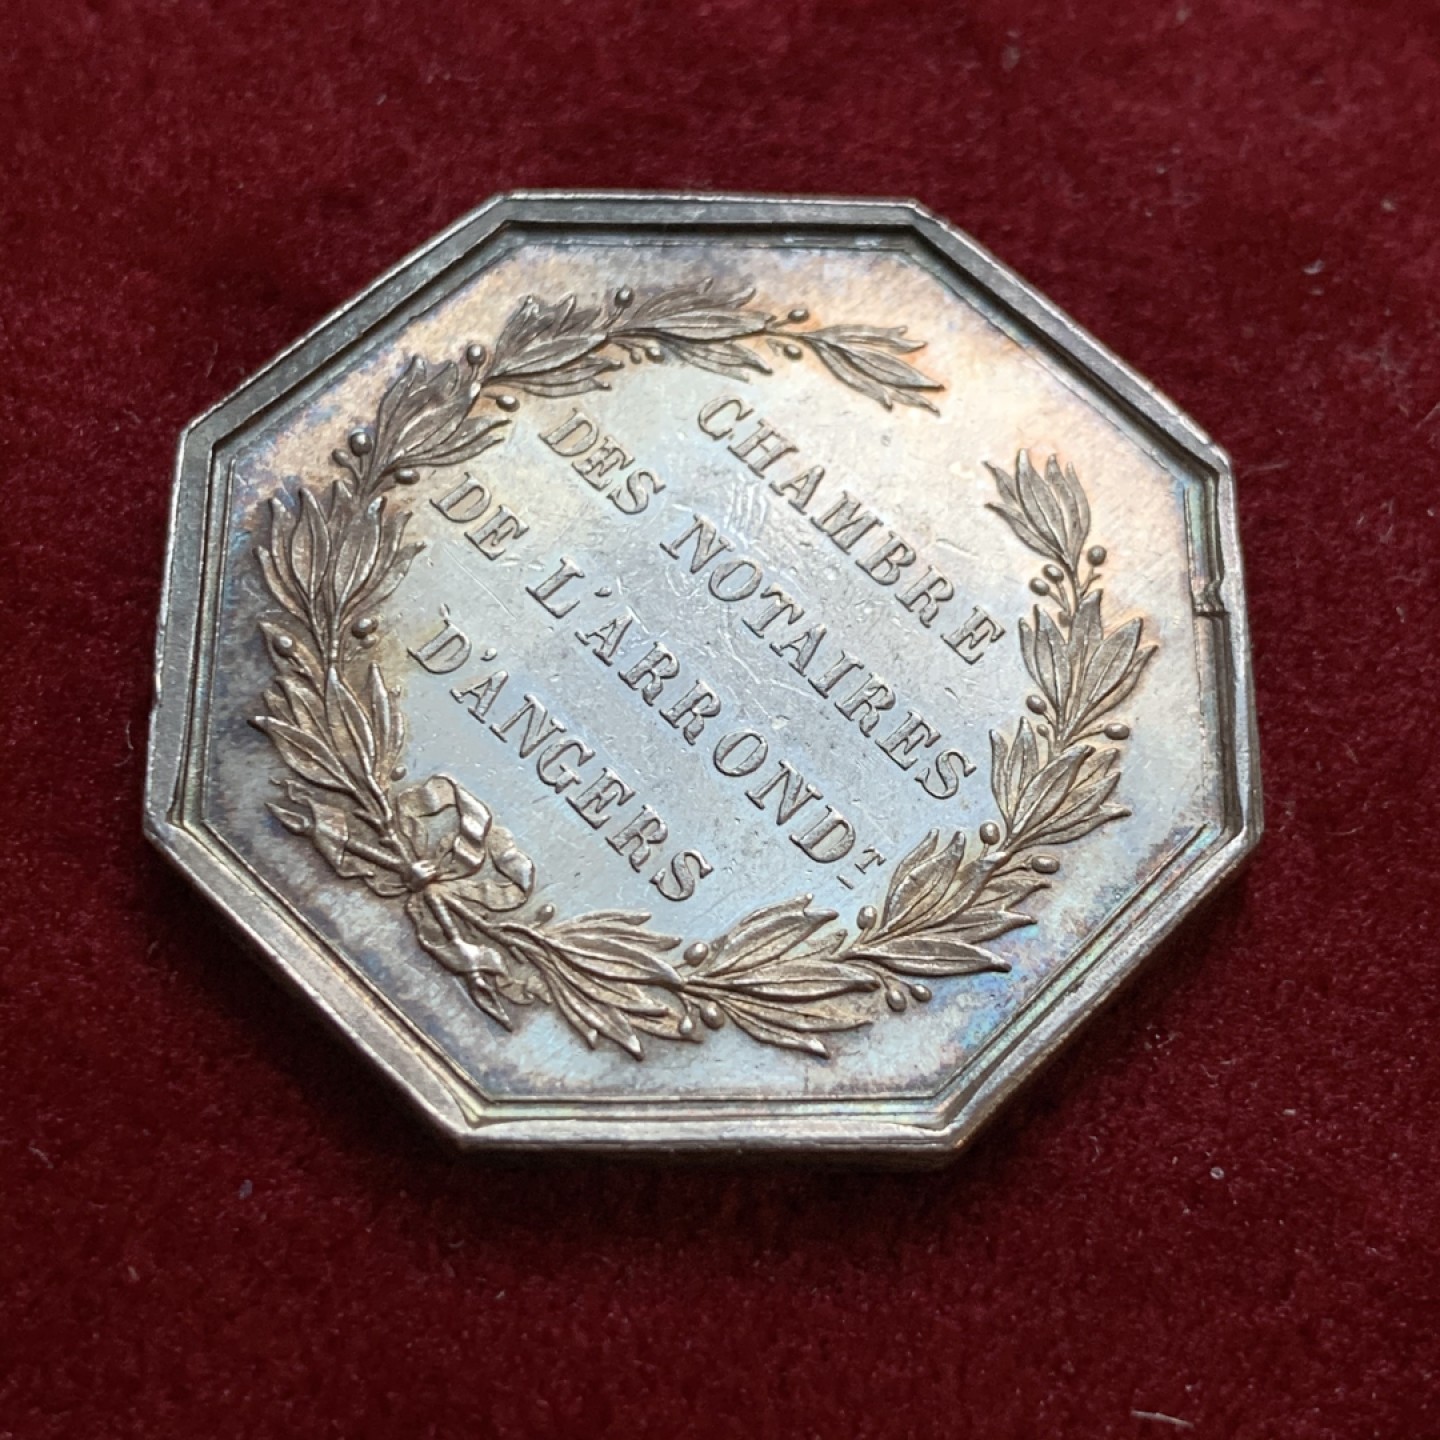 CHAMBRE
DES NOTAIRES
DE L'ARRONDT
D'ANGERS